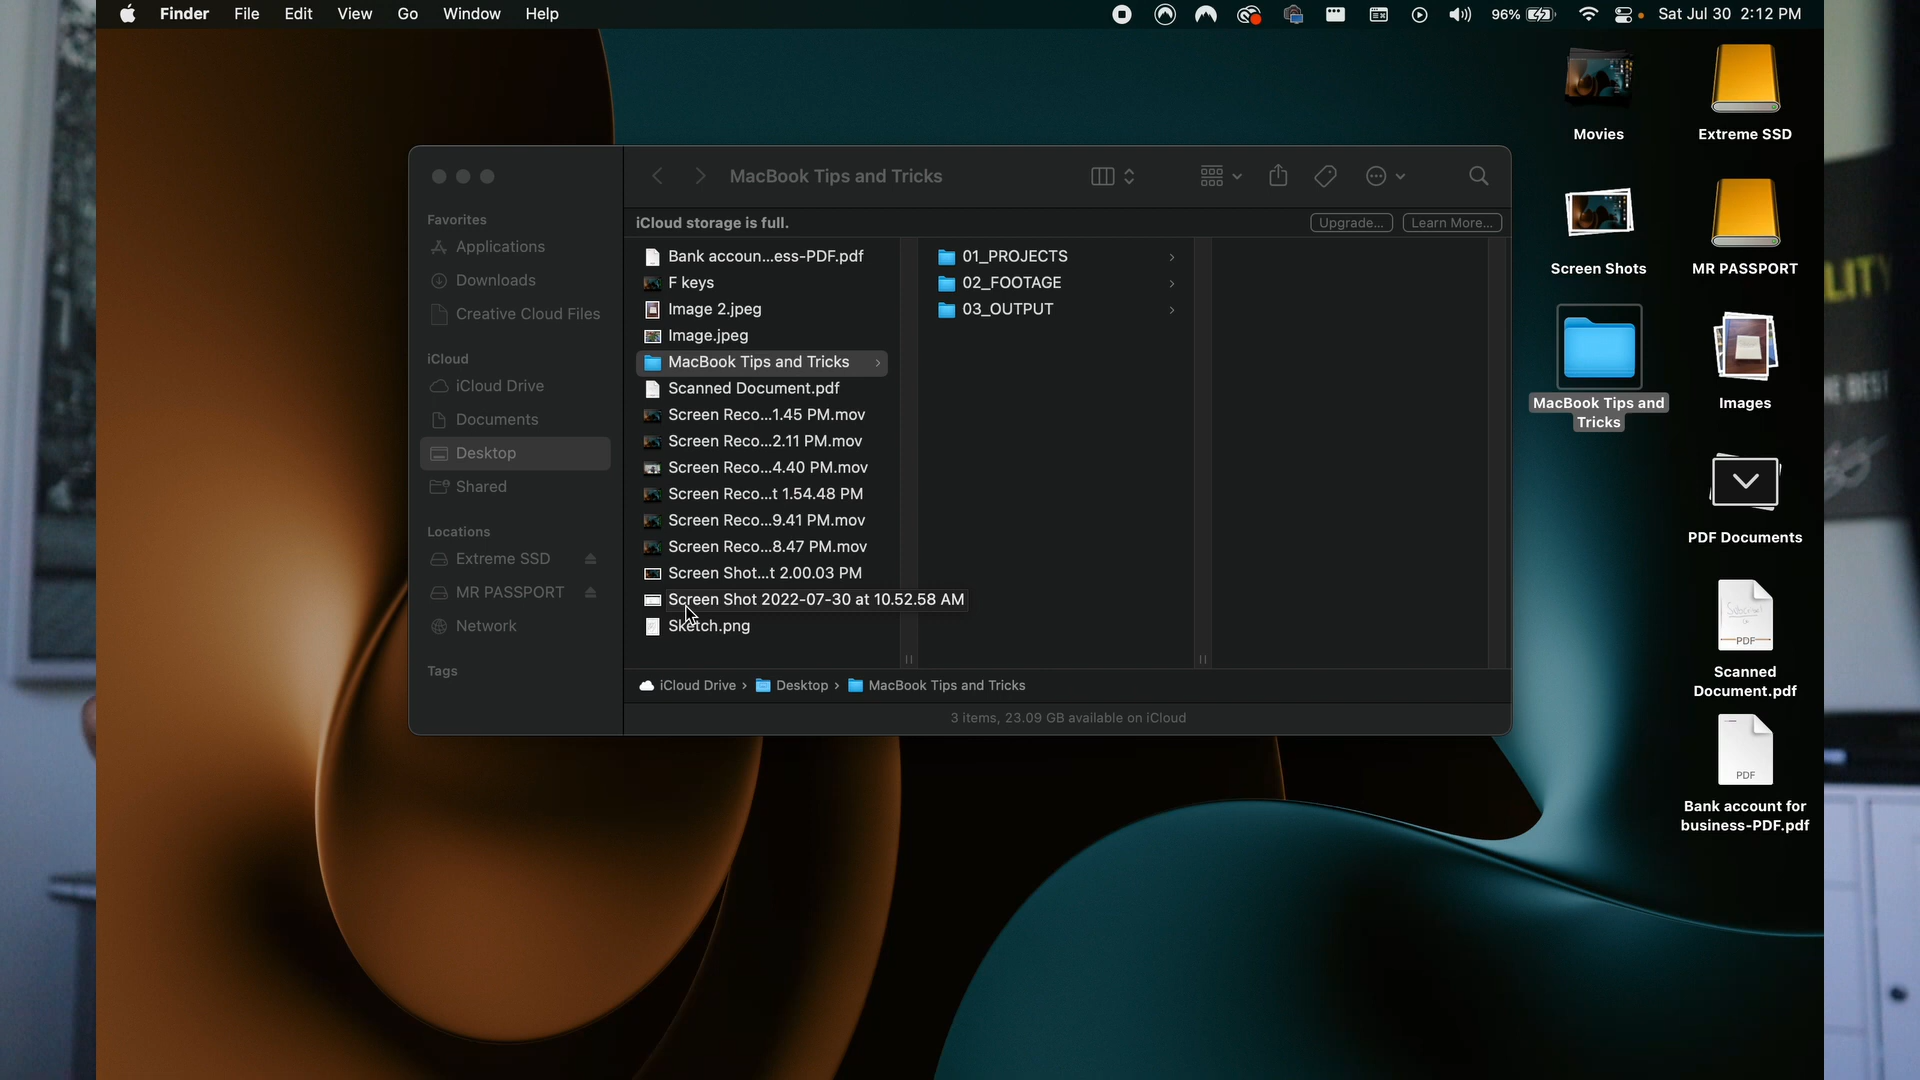 Finder File Edit View Go Window Help
96% Sat Jul 30 2:12 PM
MacBook Tips and Tricks
iCloud storage is full.
Upgrade... Learn More...
Favorites
Applications
Downloads
Creative Cloud Files
iCloud
iCloud Drive
Documents
Desktop
Shared
Locations
Extreme SSD
MR PASSPORT
Network
Tags
Bank accoun...ess-PDF.pdf
F keys
Image 2.jpeg
Image.jpeg
MacBook Tips and Tricks
Scanned Document.pdf
Screen Reco...1.45 PM.mov
Screen Reco...2.11 PM.mov
Screen Reco...4.40 PM.mov
Screen Reco...t 1.54.48 PM
Screen Reco...9.41 PM.mov
Screen Reco...8.47 PM.mov
Screen Shot...t 2.00.03 PM
Screen Shot 2022-07-30 at 10.52.58 AM
Sketch.png
01_PROJECTS
02_FOOTAGE
03_OUTPUT
iCloud Drive › Desktop › MacBook Tips and Tricks
3 items, 23.09 GB available on iCloud
Movies
Extreme SSD
Screen Shots
MR PASSPORT
MacBook Tips and
Tricks
Images
PDF Documents
PDF
Scanned
Document.pdf
PDF
Bank account for
business-PDF.pdf